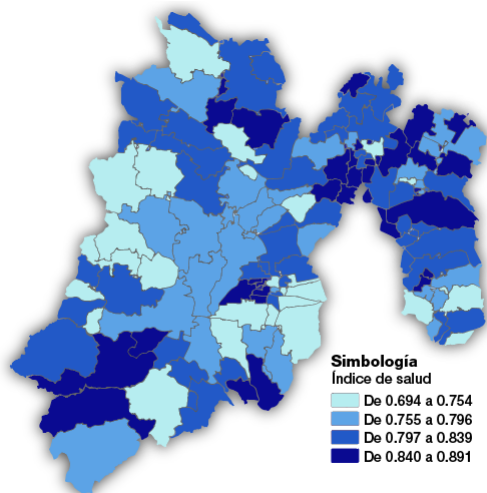 Simbología
Índice de salud
De 0.694 a 0.754
De 0.755 a 0.796
De 0.797 a 0.839
De 0.840 a 0.891